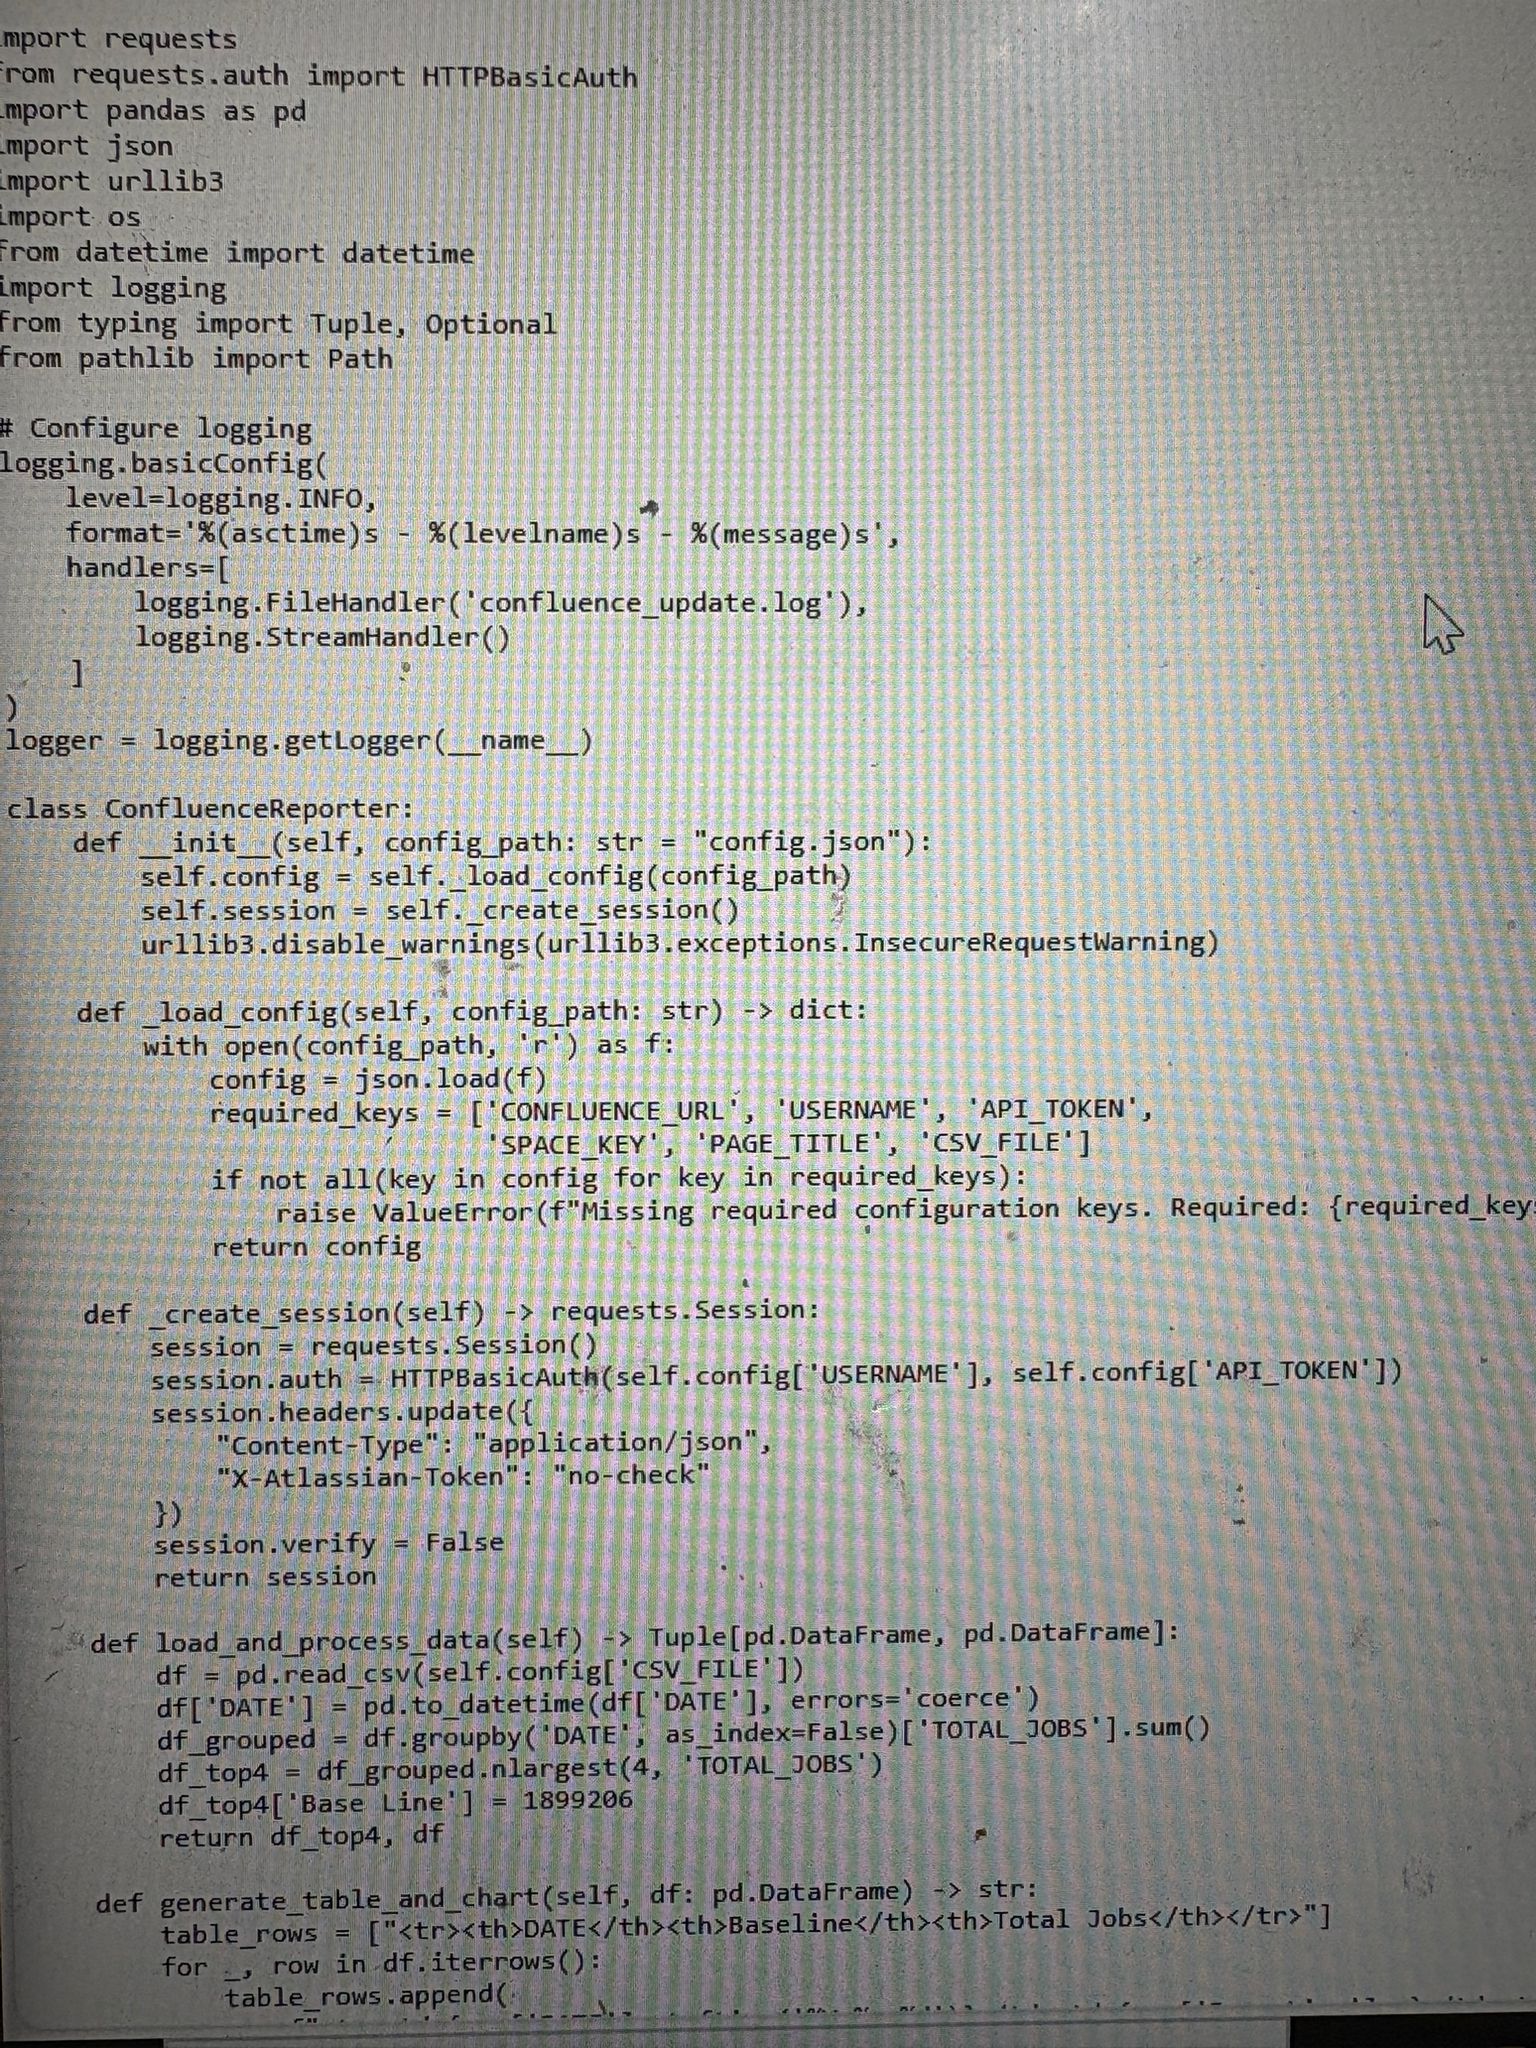 import requests
from requests.auth import HTTPBasicAuth
import pandas as pd
import json
import urllib3
import os
from datetime import datetime
import logging
from typing import Tuple, Optional
from pathlib import Path

# Configure logging
logging.basicConfig(
    level=logging.INFO,
    format='%(asctime)s - %(levelname)s - %(message)s',
    handlers=[
        logging.FileHandler('confluence_update.log'),
        logging.StreamHandler()
    ]
)
logger = logging.getLogger(__name__)

class ConfluenceReporter:
    def __init__(self, config_path: str = "config.json"):
        self.config = self._load_config(config_path)
        self.session = self._create_session()
        urllib3.disable_warnings(urllib3.exceptions.InsecureRequestWarning)

    def _load_config(self, config_path: str) -> dict:
        with open(config_path, 'r') as f:
            config = json.load(f)
            required_keys = ['CONFLUENCE_URL', 'USERNAME', 'API_TOKEN',
                             'SPACE_KEY', 'PAGE_TITLE', 'CSV_FILE']
            if not all(key in config for key in required_keys):
                raise ValueError(f"Missing required configuration keys. Required: {required_keys
            return config

    def _create_session(self) -> requests.Session:
        session = requests.Session()
        session.auth = HTTPBasicAuth(self.config['USERNAME'], self.config['API_TOKEN'])
        session.headers.update({
            "Content-Type": "application/json",
            "X-Atlassian-Token": "no-check"
        })
        session.verify = False
        return session

    def load_and_process_data(self) -> Tuple[pd.DataFrame, pd.DataFrame]:
        df = pd.read_csv(self.config['CSV_FILE'])
        df['DATE'] = pd.to_datetime(df['DATE'], errors='coerce')
        df_grouped = df.groupby('DATE', as_index=False)['TOTAL_JOBS'].sum()
        df_top4 = df_grouped.nlargest(4, 'TOTAL_JOBS')
        df_top4['Base Line'] = 1899206
        return df_top4, df

    def generate_table_and_chart(self, df: pd.DataFrame) -> str:
        table_rows = ["<tr><th>DATE</th><th>Baseline</th><th>Total Jobs</th></tr>"]
        for _, row in df.iterrows():
            table_rows.append(